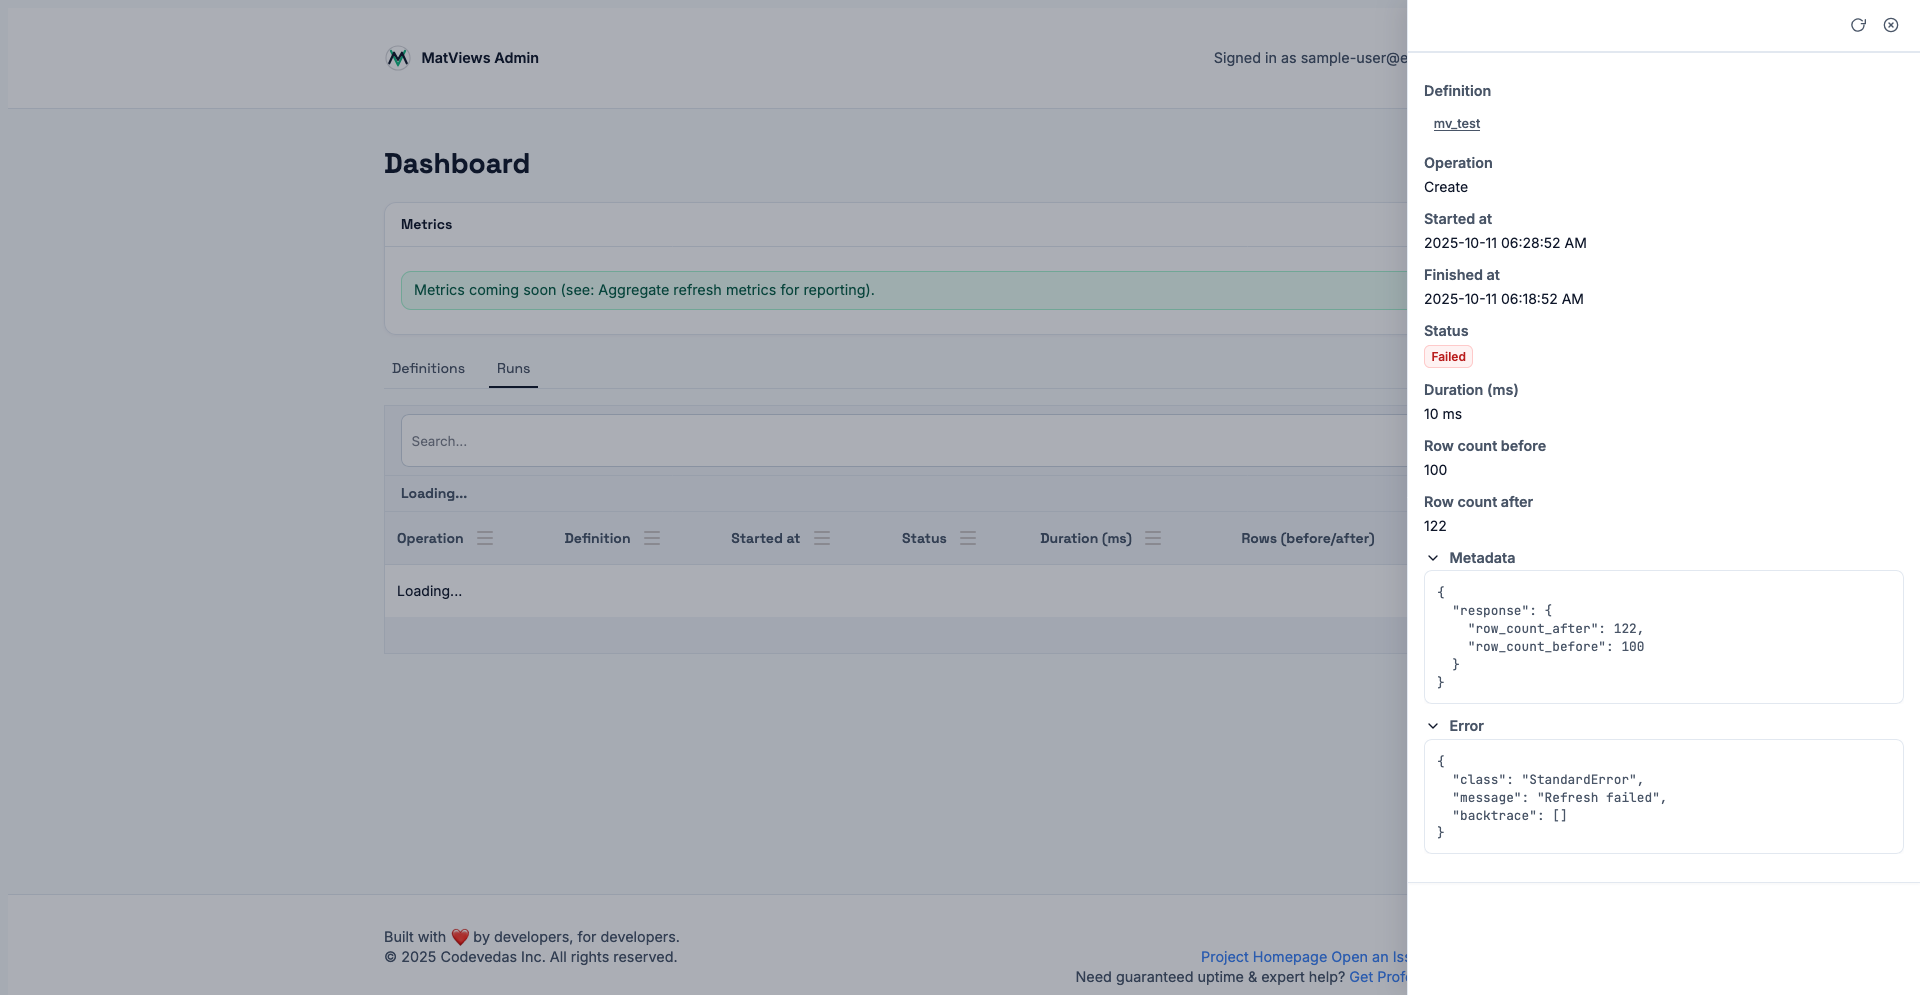 MatViews Admin
Signed in as sample-user@e
Dashboard
Metrics
Metrics coming soon (see: Aggregate refresh metrics for reporting).
Definitions
Runs
Search...
Loading...
Operation
Definition
Started at
Status
Duration (ms)
Rows (before/after)
Loading...
Built with ❤️ by developers, for developers.
© 2025 Codevedas Inc. All rights reserved.
Project Homepage Open an Iss
Need guaranteed uptime & expert help? Get Profe
Definition
mv_test
Operation
Create
Started at
2025-10-11 06:28:52 AM
Finished at
2025-10-11 06:18:52 AM
Status
Failed
Duration (ms)
10 ms
Row count before
100
Row count after
122
Metadata
{
  "response": {
    "row_count_after": 122,
    "row_count_before": 100
  }
}
Error
{
  "class": "StandardError",
  "message": "Refresh failed",
  "backtrace": []
}